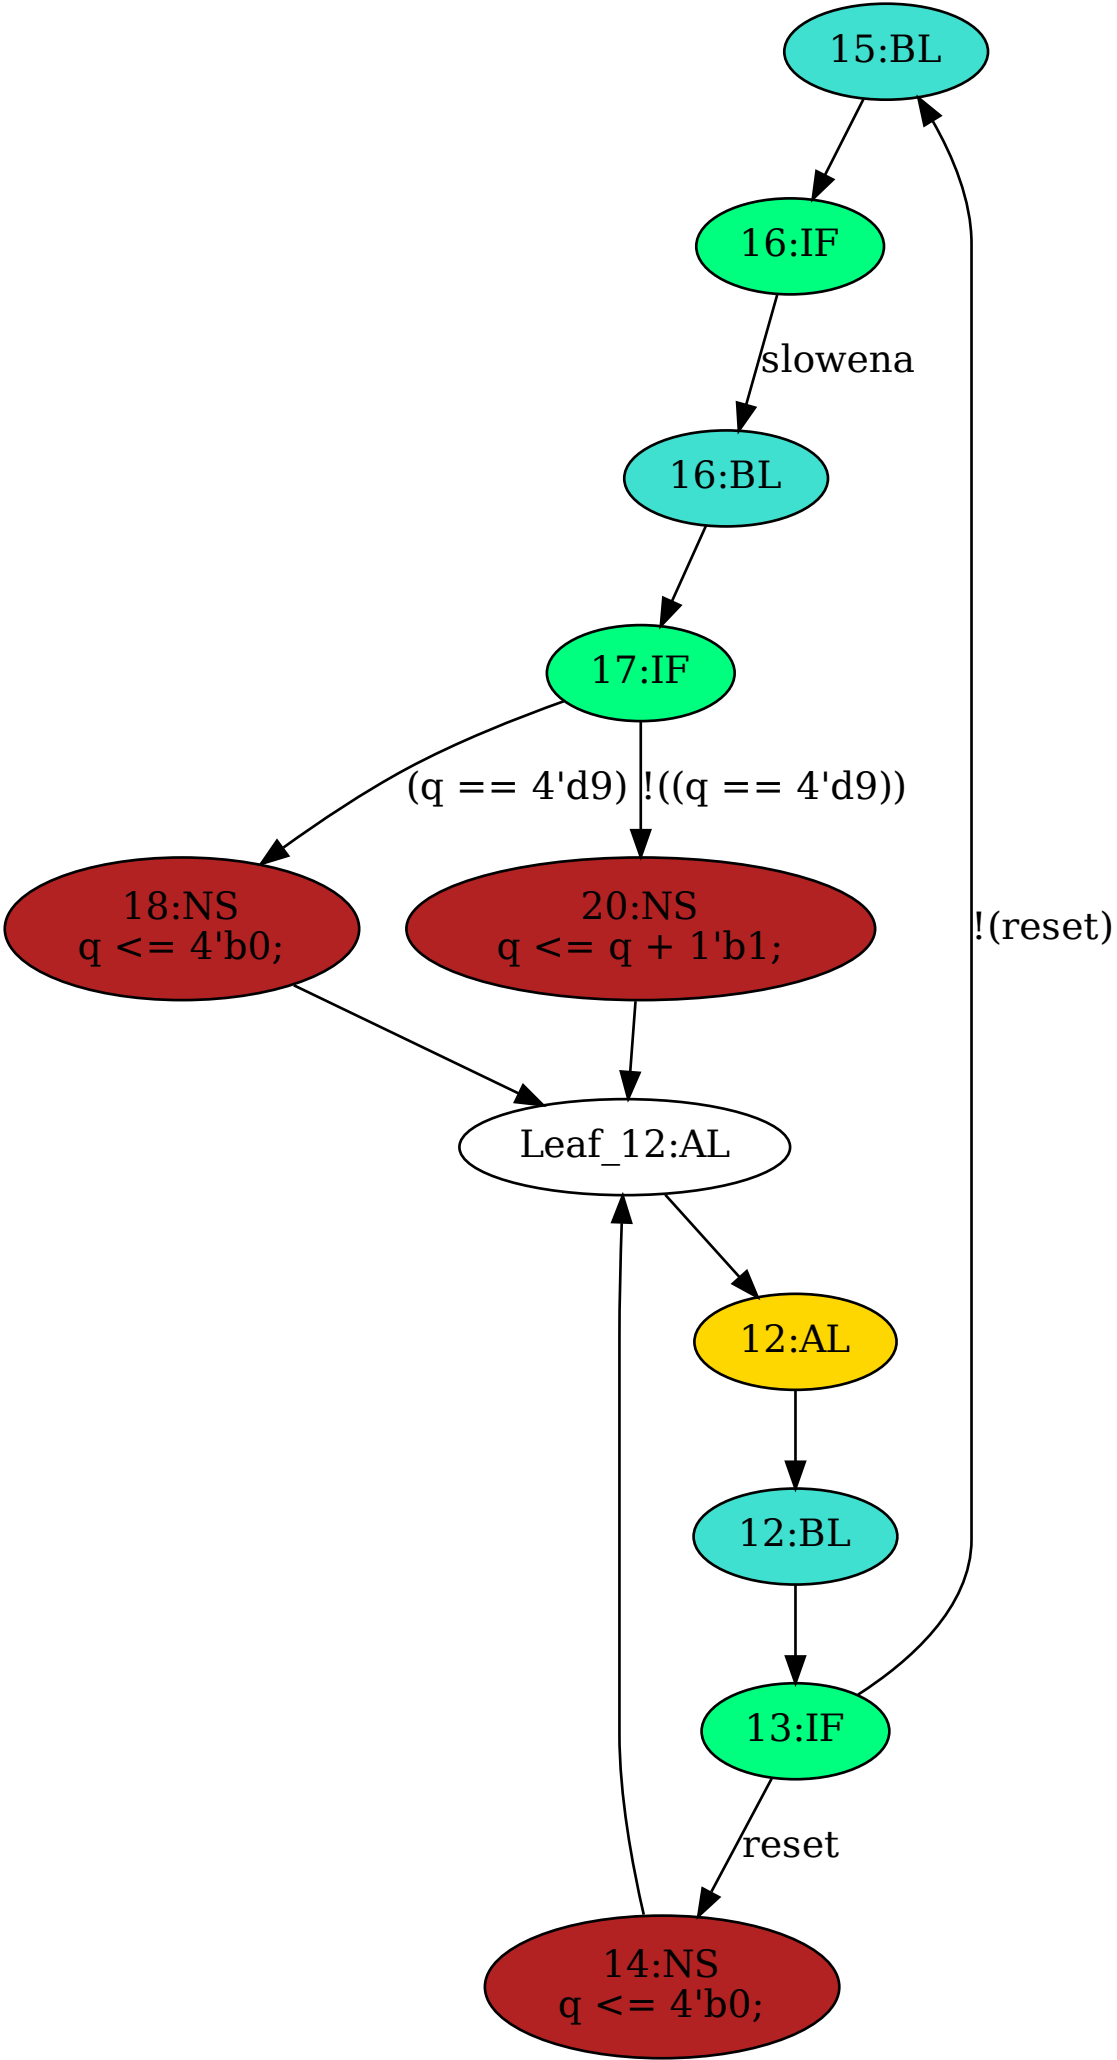 15:BL
16:IF
slowena
16:BL
17:IF
(q == 4'd9)
!((q == 4'd9))
18:NS
q <= 4'b0;
20:NS
q <= q + 1'b1;
!(reset)
Leaf_12:AL
12:AL
12:BL
13:IF
reset
14:NS
q <= 4'b0;